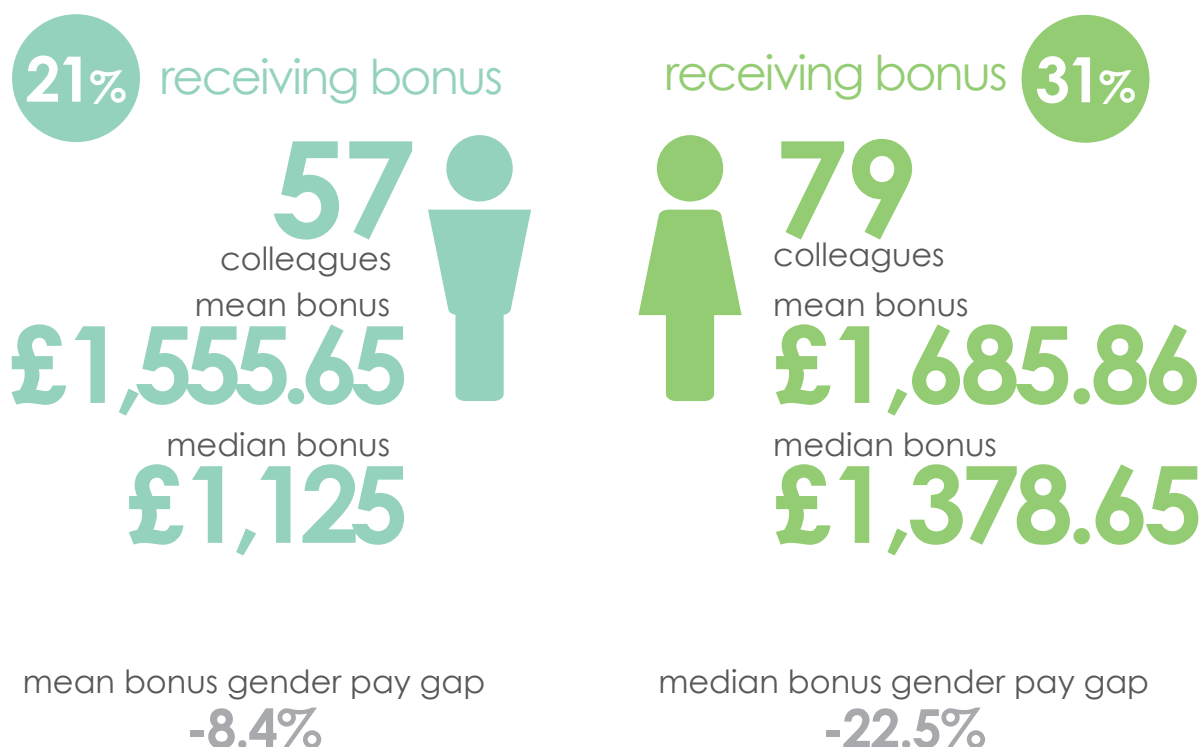 21% receiving bonus
57
colleagues
mean bonus
£1,555.65
median bonus
£1,125
receiving bonus 31%
79
colleagues
mean bonus
£1,685.86
median bonus
£1,378.65
mean bonus gender pay gap
-8.4%
median bonus gender pay gap
-22.5%